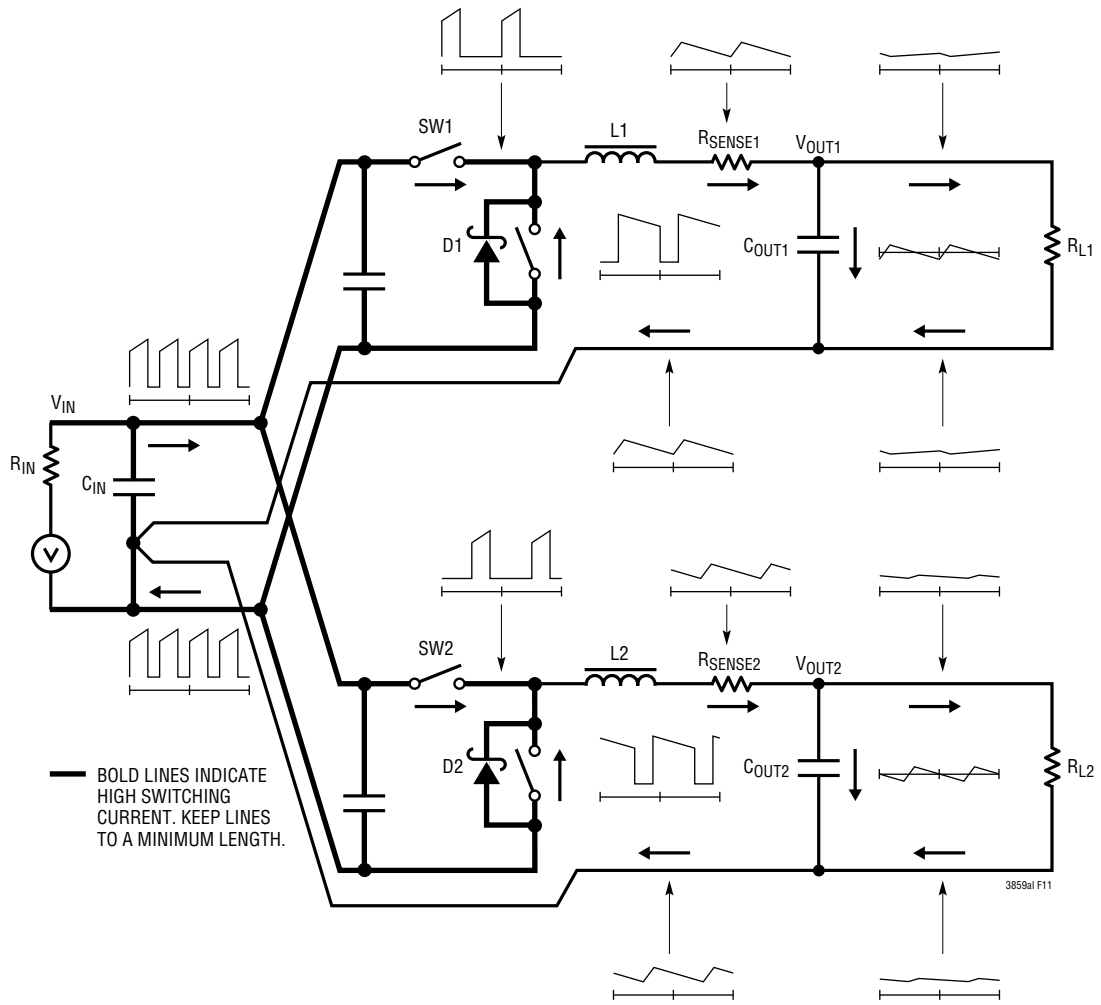 SW1
L1
RSENSE1
VOUT1
D1
COUT1
RL1
VIN
RIN
CIN
V
SW2
L2
RSENSE2
VOUT2
D2
COUT2
RL2
BOLD LINES INDICATE
HIGH SWITCHING
CURRENT. KEEP LINES
TO A MINIMUM LENGTH.
3859al F11